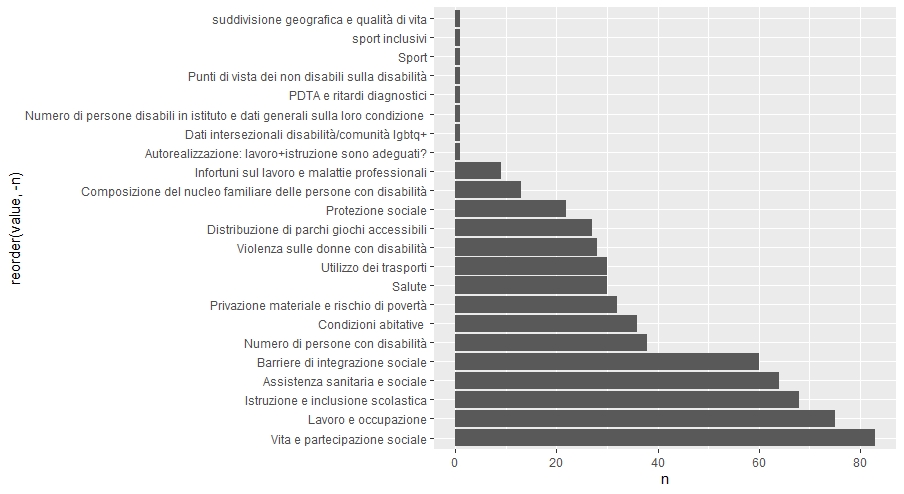 suddivisione geografica e qualità di vita
sport inclusivi
Sport
Punti di vista dei non disabili sulla disabilità
PDTA e ritardi diagnostici
Numero di persone disabili in istituto e dati generali sulla loro condizione
Dati intersezionali disabilità/comunità lgbtq+
Autorealizzazione: lavoro+istruzione sono adeguati?
Infortuni sul lavoro e malattie professionali
Composizione del nucleo familiare delle persone con disabilità
Protezione sociale
Distribuzione di parchi giochi accessibili
Violenza sulle donne con disabilità
Utilizzo dei trasporti
Salute
Privazione materiale e rischio di povertà
Condizioni abitative
Numero di persone con disabilità
Barriere di integrazione sociale
Assistenza sanitaria e sociale
Istruzione e inclusione scolastica
Lavoro e occupazione
Vita e partecipazione sociale
reorder(value, -n)
0 20 40 60 80
n